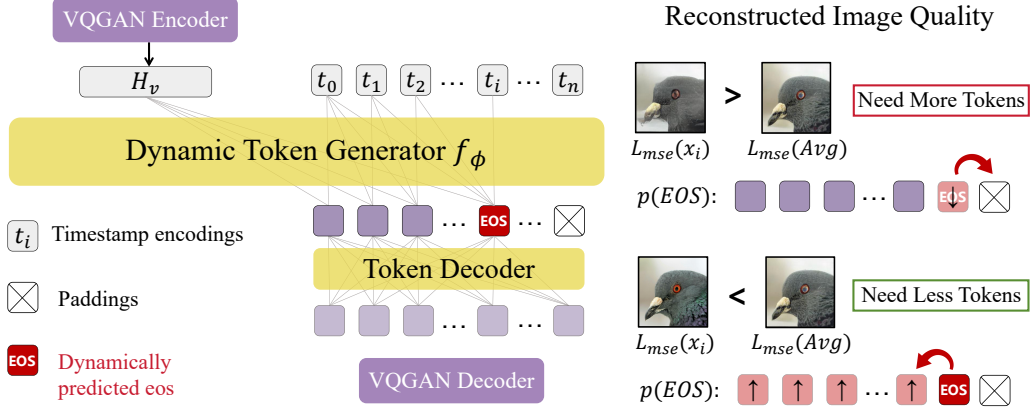 VQGAN Encoder
H_v
t_0 t_1 t_2 ... t_i ... t_n
Dynamic Token Generator f_ϕ
... EOS ...
Token Decoder
... ...
VQGAN Decoder
t_i Timestamp encodings
Paddings
EOS Dynamically
predicted eos
Reconstructed Image Quality
>
Need More Tokens
L_mse(x_i) L_mse(Avg)
p(EOS): ... EOS ↓
<
Need Less Tokens
L_mse(x_i) L_mse(Avg)
p(EOS): ↑ ↑ ↑ ... ↑ EOS